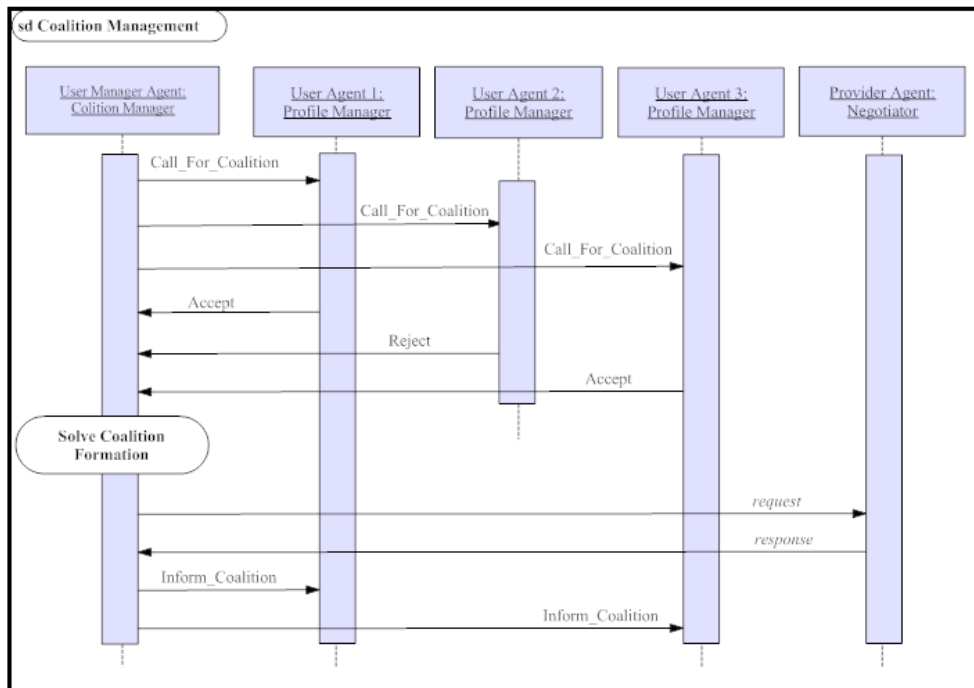 sd Coalition Management
User Manager Agent:
Colition Manager
User Agent 1:
Profile Manager
User Agent 2:
Profile Manager
User Agent 3:
Profile Manager
Provider Agent:
Negotiator
Call_For_Coalition
Call_For_Coalition
Call_For_Coalition
Accept
Reject
Accept
Solve Coalition
Formation
request
response
Inform_Coalition
Inform_Coalition